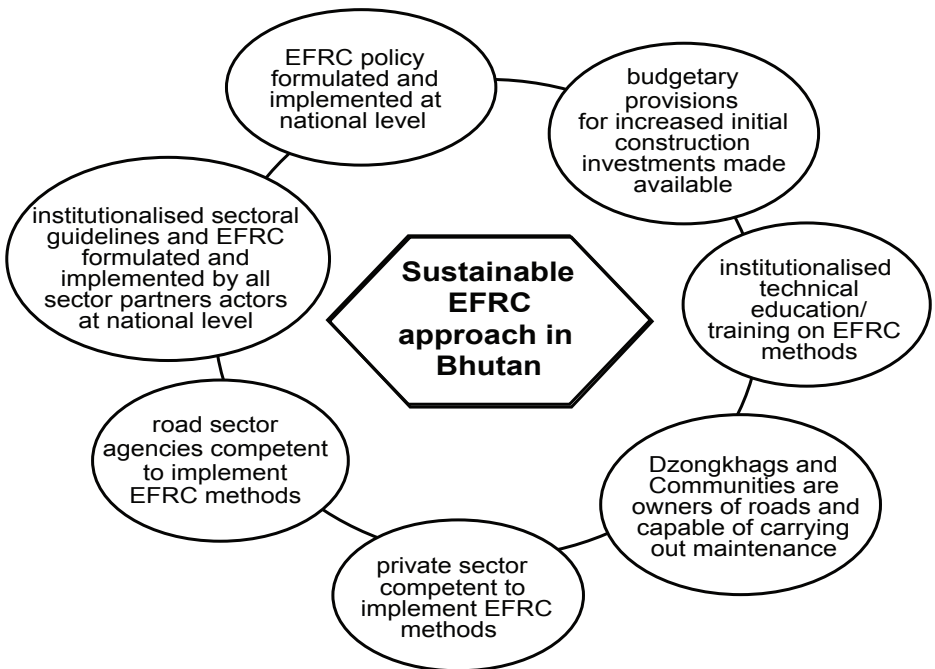 EFRC policy
formulated and
implemented at
national level
budgetary
provisions
for increased initial
construction
investments made
available
institutionalised sectoral
guidelines and EFRC
formulated and
implemented by all
sector partners actors
at national level
Sustainable
EFRC
approach in
Bhutan
institutionalised
technical
education/
training on EFRC
methods
road sector
agencies competent
to implement
EFRC methods
Dzongkhags and
Communities are
owners of roads and
capable of carrying
out maintenance
private sector
competent to
implement EFRC
methods